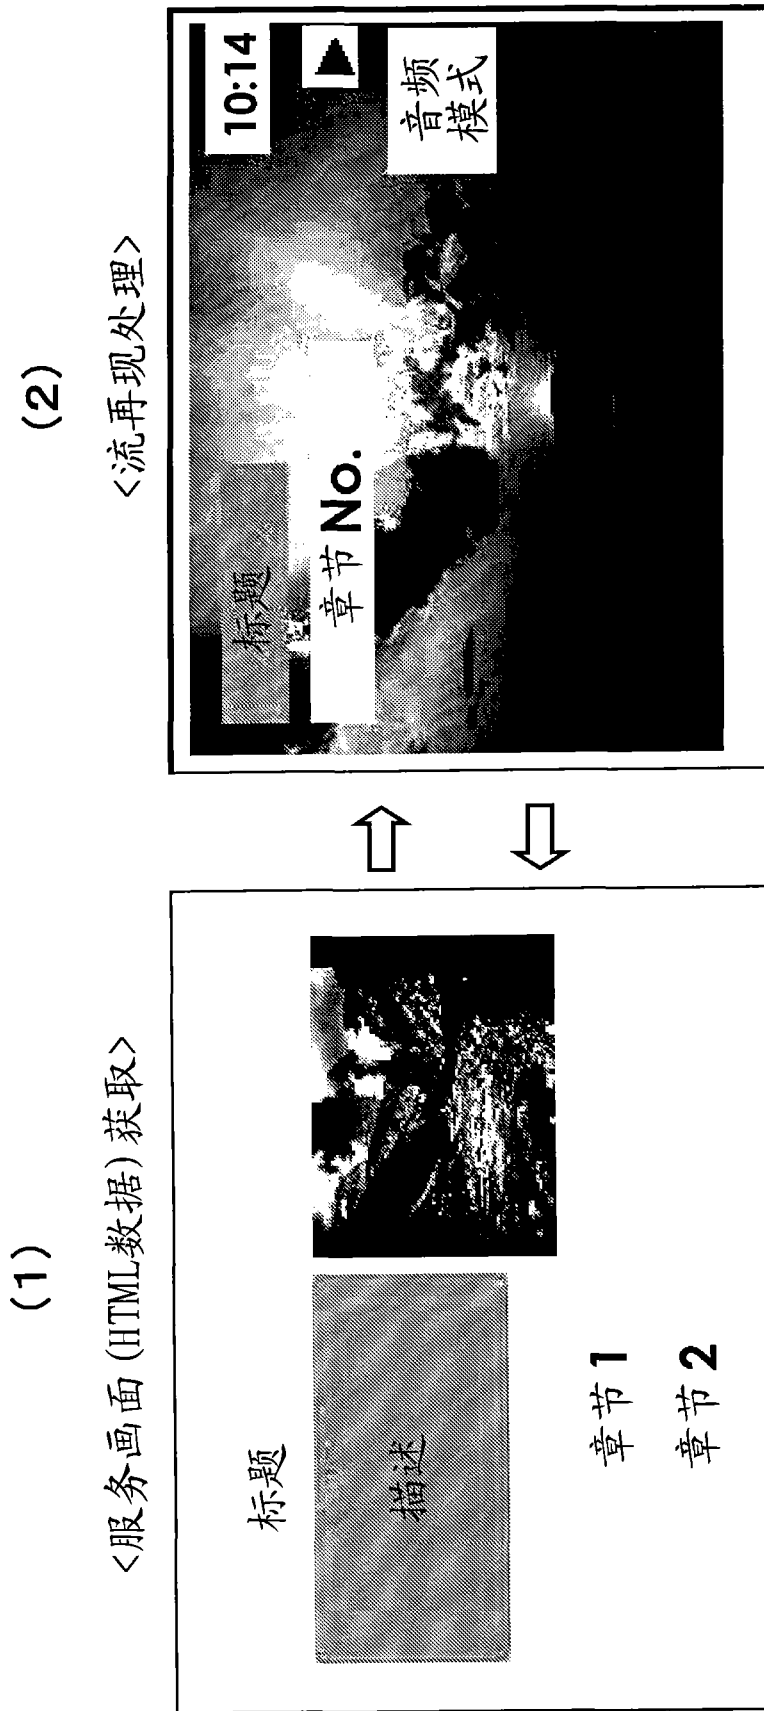 (1)
<服务画面(HTML数据)获取>
标题
描述
章节1
章节2
(2)
<流再现处理>
标题
章节No.
10:14
音频
模式